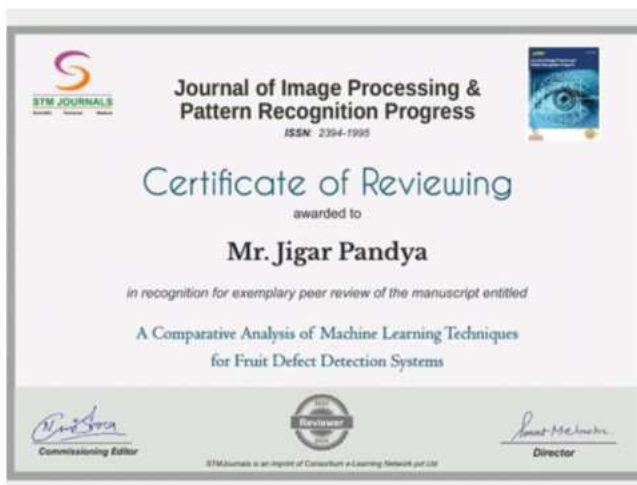 STM JOURNALS
Journal of Image Processing &
Pattern Recognition Progress
ISSN: 2394-1995
Certificate of Reviewing
awarded to
Mr. Jigar Pandya
in recognition for exemplary peer review of the manuscript entitled
A Comparative Analysis of Machine Learning Techniques
for Fruit Defect Detection Systems
Reviewer
Commissioning Editor
Director
STMJournals is an imprint of Consortium e-Learning Network pvt Ltd